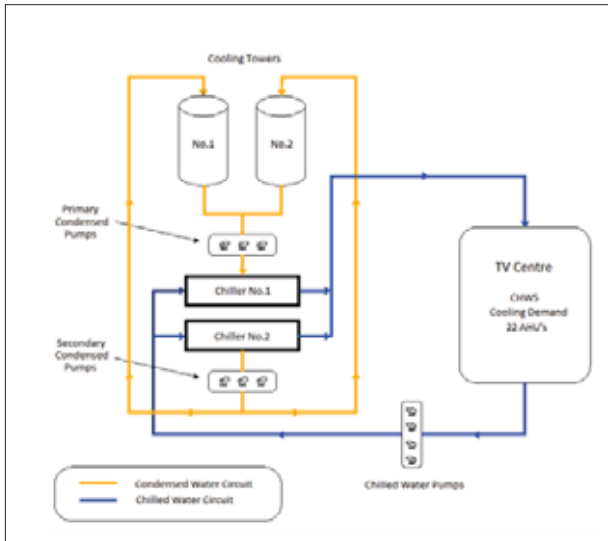 Cooling Towers
No.1
No.2
Primary
Condensed
Pumps
Chiller No.1
Chiller No.2
Secondary
Condensed
Pumps
TV Centre
CHWS
Cooling Demand
22 AHU's
Chilled Water Pumps
Condensed Water Circuit
Chilled Water Circuit